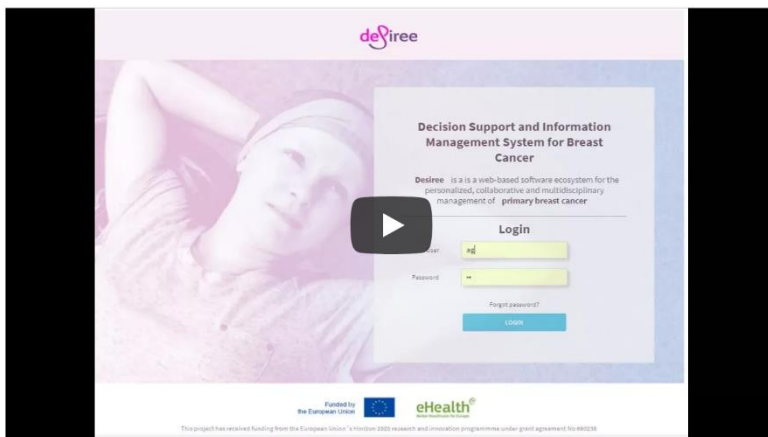 desiree
Decision Support and Information
Management System for Breast
Cancer
Desiree is a is a web-based software ecosystem for the
personalized, collaborative and multidisciplinary
management of primary breast cancer
Login
user
ag
Password
Forgot password?
LOGIN
Funded by
the European Union
eHealth
This project has received funding from the European Union´s Horizon 2020 research and innovation programme under grant agreement No 690238